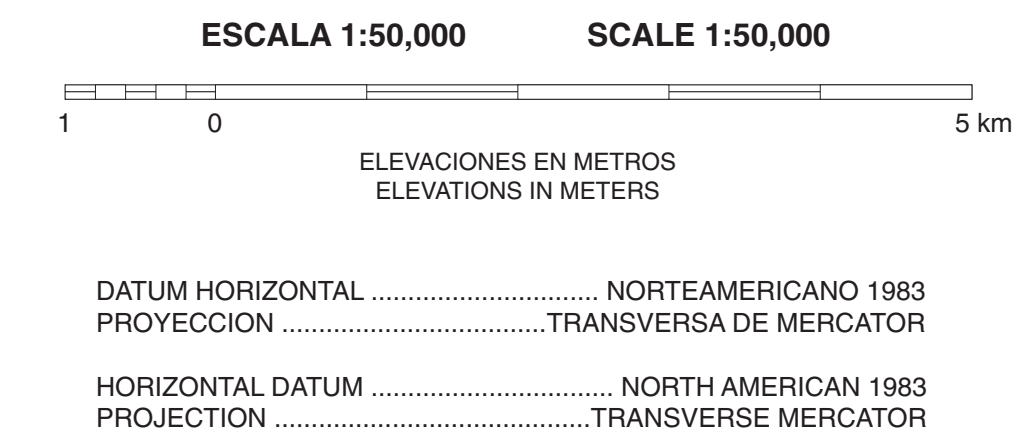 ESCALA 1:50,000 SCALE 1:50,000
1 0 5 km
ELEVACIONES EN METROS
ELEVATIONS IN METERS
DATUM HORIZONTAL ............................... NORTEAMERICANO 1983
PROYECCION ....................................TRANSVERSA DE MERCATOR
HORIZONTAL DATUM ................................. NORTH AMERICAN 1983
PROJECTION ...........................................TRANSVERSE MERCATOR